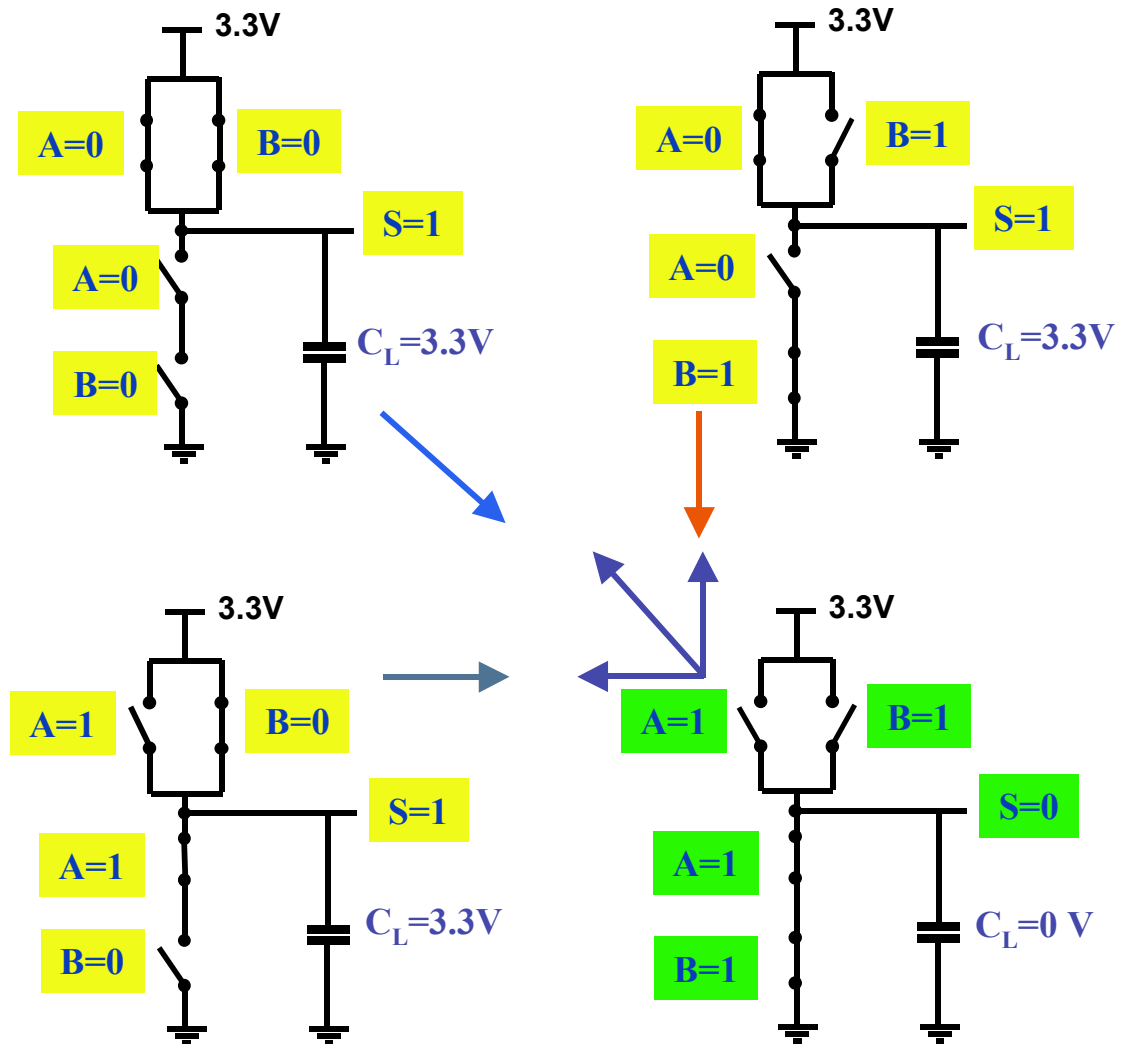 3.3V
A=0
B=0
S=1
A=0
C_L=3.3V
B=0
3.3V
A=0
B=1
S=1
A=0
C_L=3.3V
B=1
3.3V
A=1
B=0
S=1
A=1
C_L=3.3V
B=0
3.3V
A=1
B=1
S=0
A=1
C_L=0 V
B=1